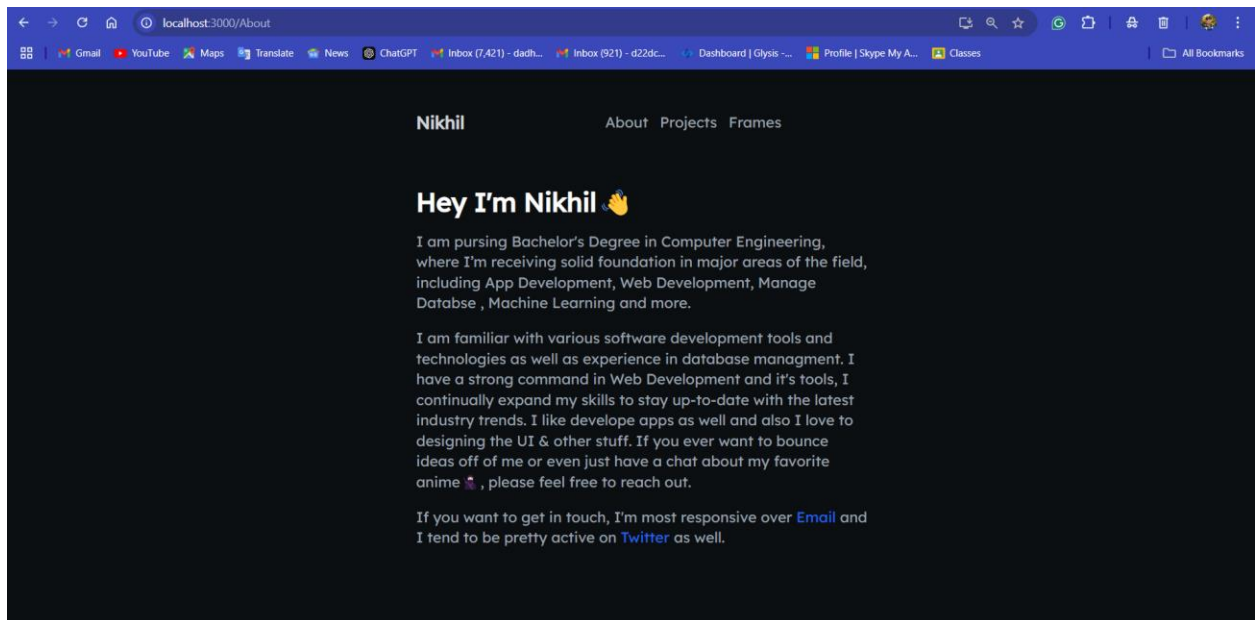 localhost:3000/About
Gmail YouTube Maps Translate News ChatGPT Inbox (7,421) - dadh... Inbox (921) - d22dc... Dashboard | Glysis -... Profile | Skype My A... Classes All Bookmarks
Nikhil About Projects Frames
Hey I'm Nikhil 👋
I am pursing Bachelor's Degree in Computer Engineering,
where I'm receiving solid foundation in major areas of the field,
including App Development, Web Development, Manage
Databse , Machine Learning and more.
I am familiar with various software development tools and
technologies as well as experience in database managment. I
have a strong command in Web Development and it's tools, I
continually expand my skills to stay up-to-date with the latest
industry trends. I like develope apps as well and also I love to
designing the UI & other stuff. If you ever want to bounce
ideas off of me or even just have a chat about my favorite
anime , please feel free to reach out.
If you want to get in touch, I'm most responsive over Email and
I tend to be pretty active on Twitter as well.